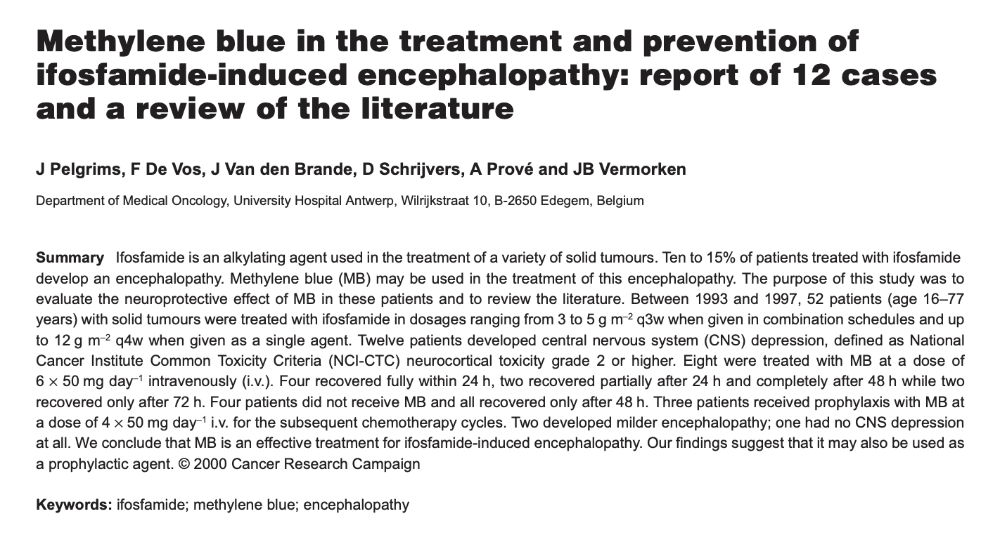 Methylene blue in the treatment and prevention of
ifosfamide-induced encephalopathy: report of 12 cases
and a review of the literature
J Pelgrims, F De Vos, J Van den Brande, D Schrijvers, A Prové and JB Vermorken
Department of Medical Oncology, University Hospital Antwerp, Wilrijkstraat 10, B-2650 Edegem, Belgium
Summary Ifosfamide is an alkylating agent used in the treatment of a variety of solid tumours. Ten to 15% of patients treated with ifosfamide
develop an encephalopathy. Methylene blue (MB) may be used in the treatment of this encephalopathy. The purpose of this study was to
evaluate the neuroprotective effect of MB in these patients and to review the literature. Between 1993 and 1997, 52 patients (age 16–77
years) with solid tumours were treated with ifosfamide in dosages ranging from 3 to 5 g m⁻² q3w when given in combination schedules and up
to 12 g m⁻² q4w when given as a single agent. Twelve patients developed central nervous system (CNS) depression, defined as National
Cancer Institute Common Toxicity Criteria (NCI-CTC) neurocortical toxicity grade 2 or higher. Eight were treated with MB at a dose of
6 × 50 mg day⁻¹ intravenously (i.v.). Four recovered fully within 24 h, two recovered partially after 24 h and completely after 48 h while two
recovered only after 72 h. Four patients did not receive MB and all recovered only after 48 h. Three patients received prophylaxis with MB at
a dose of 4 × 50 mg day⁻¹ i.v. for the subsequent chemotherapy cycles. Two developed milder encephalopathy; one had no CNS depression
at all. We conclude that MB is an effective treatment for ifosfamide-induced encephalopathy. Our findings suggest that it may also be used as
a prophylactic agent. © 2000 Cancer Research Campaign
Keywords: ifosfamide; methylene blue; encephalopathy